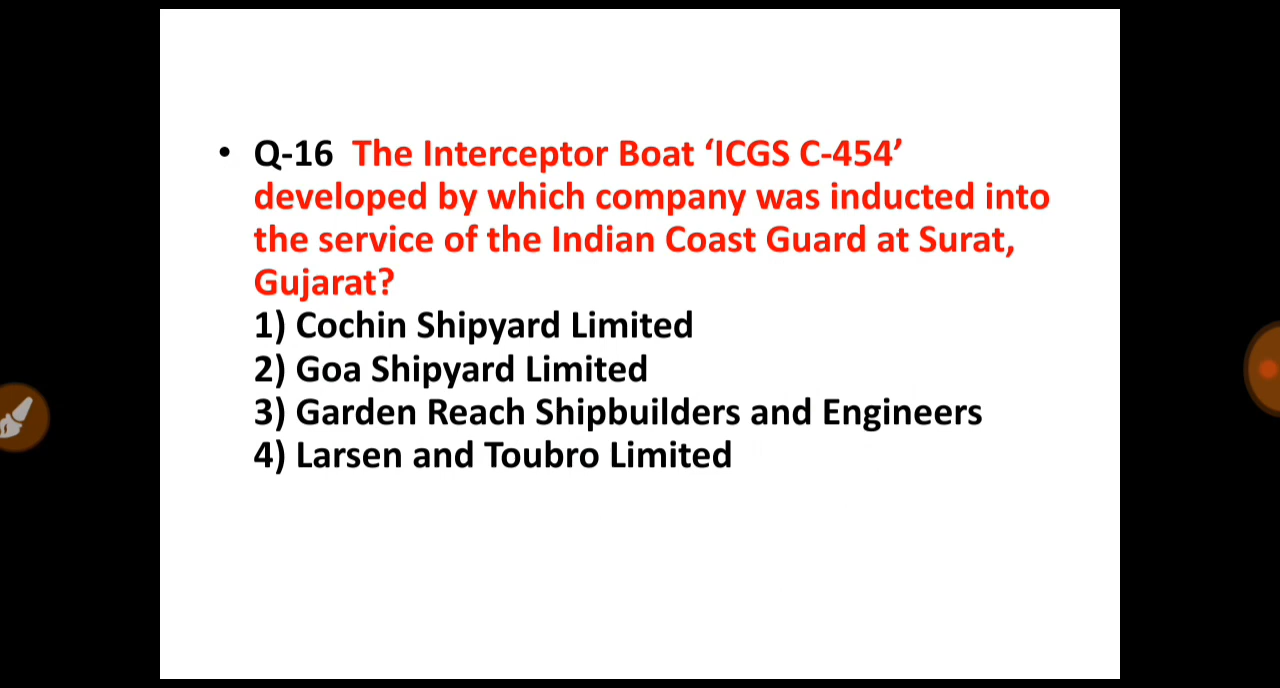 • Q-16 The Interceptor Boat ‘ICGS C-454’
developed by which company was inducted into
the service of the Indian Coast Guard at Surat,
Gujarat?
1) Cochin Shipyard Limited
2) Goa Shipyard Limited
3) Garden Reach Shipbuilders and Engineers
4) Larsen and Toubro Limited